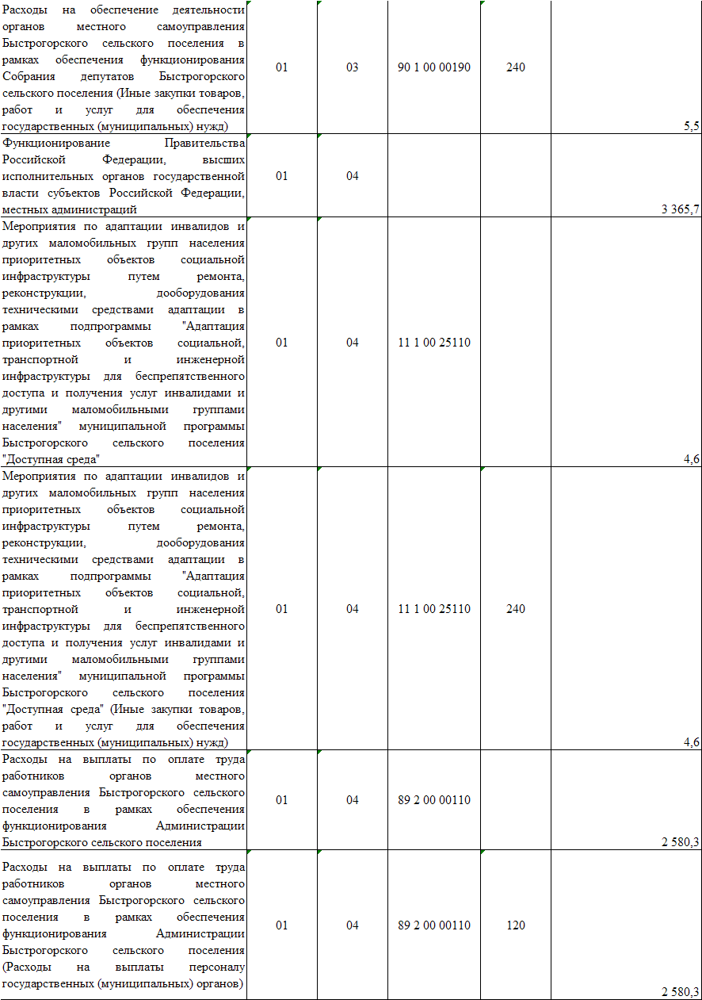 Расходы на обеспечение деятельности
органов местного самоуправления
Быстрогорского сельского поселения в
рамках обеспечения функционирования
Собрания депутатов Быстрогорского
сельского поселения (Иные закупки товаров,
работ и услуг для обеспечения
государственных (муниципальных) нужд)
01 03 90 1 00 00190 240 5,5
Функционирование Правительства
Российской Федерации, высших
исполнительных органов государственной
власти субъектов Российской Федерации,
местных администраций
01 04 3 365,7
Мероприятия по адаптации инвалидов и
других маломобильных групп населения
приоритетных объектов социальной
инфраструктуры путем ремонта,
реконструкции, дооборудования
техническими средствами адаптации в
рамках подпрограммы "Адаптация
приоритетных объектов социальной,
транспортной и инженерной
инфраструктуры для беспрепятственного
доступа и получения услуг инвалидами и
другими маломобильными группами
населения" муниципальной программы
Быстрогорского сельского поселения
"Доступная среда"
01 04 11 1 00 25110 4,6
Мероприятия по адаптации инвалидов и
других маломобильных групп населения
приоритетных объектов социальной
инфраструктуры путем ремонта,
реконструкции, дооборудования
техническими средствами адаптации в
рамках подпрограммы "Адаптация
приоритетных объектов социальной,
транспортной и инженерной
инфраструктуры для беспрепятственного
доступа и получения услуг инвалидами и
другими маломобильными группами
населения" муниципальной программы
Быстрогорского сельского поселения
"Доступная среда" (Иные закупки товаров,
работ и услуг для обеспечения
государственных (муниципальных) нужд)
01 04 11 1 00 25110 240 4,6
Расходы на выплаты по оплате труда
работников органов местного
самоуправления Быстрогорского сельского
поселения в рамках обеспечения
функционирования Администрации
Быстрогорского сельского поселения
01 04 89 2 00 00110 2 580,3
Расходы на выплаты по оплате труда
работников органов местного
самоуправления Быстрогорского сельского
поселения в рамках обеспечения
функционирования Администрации
Быстрогорского сельского поселения
(Расходы на выплаты персоналу
государственных (муниципальных) органов)
01 04 89 2 00 00110 120 2 580,3